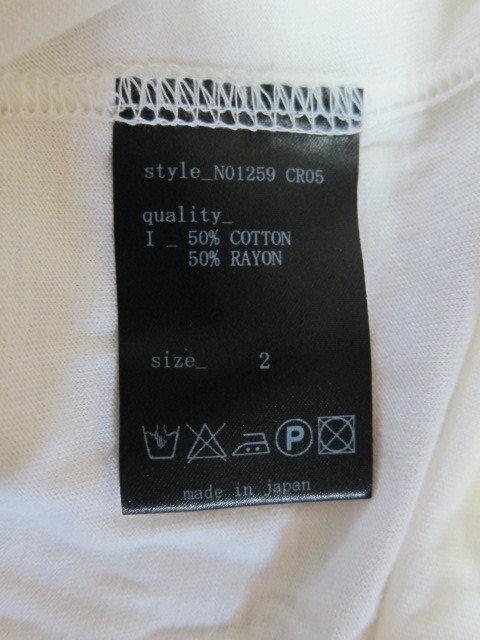 style_N01259 CR05
quality_
I _ 50% COTTON
50% RAYON
size_ 2
P
made in japan